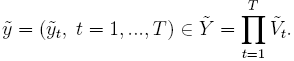 ỹ = (ỹ_t, t = 1, ..., T) ∈ Ỹ = ∏_{t=1}^{T} Ṽ_t.